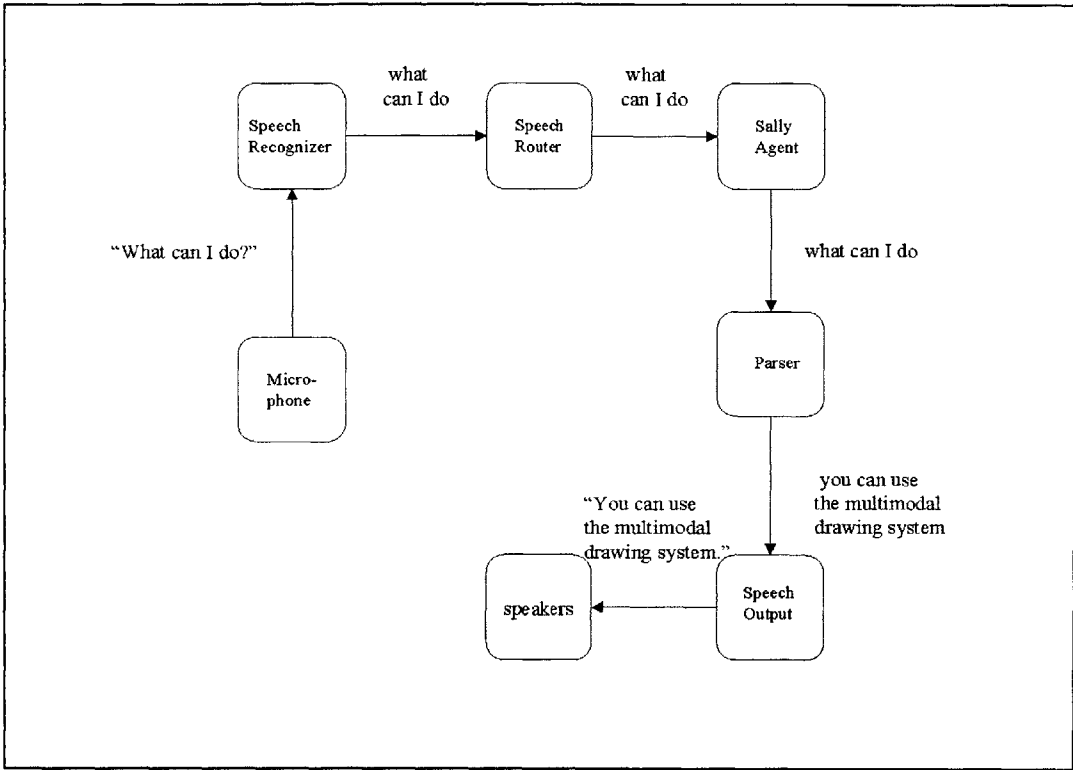 what
can I do
what
can I do
Speech
Recognizer
Speech
Router
Sally
Agent
“What can I do?”
what can I do
Micro-
phone
Parser
you can use
the multimodal
drawing system
“You can use
the multimodal
drawing system.”
speakers
Speech
Output